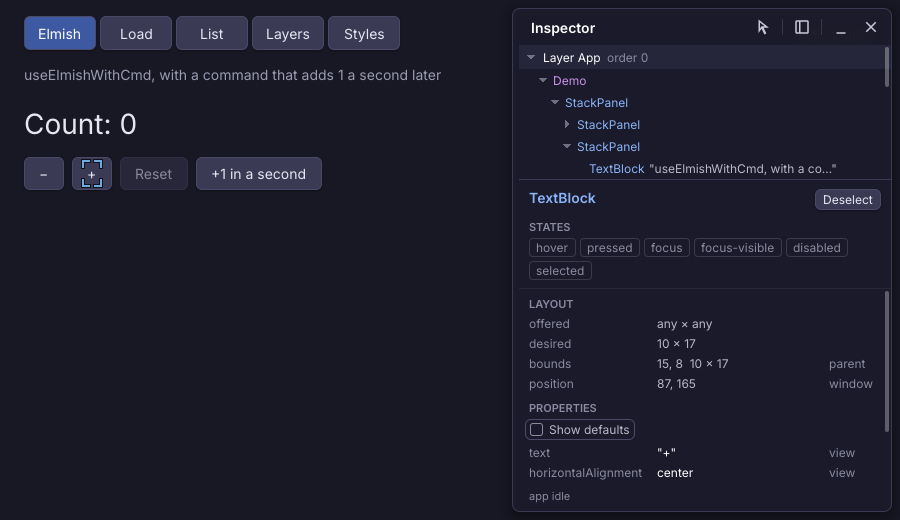 Elmish Load List Layers Styles
useElmishWithCmd, with a command that adds 1 a second later
Count: 0
− + Reset +1 in a second
Inspector
Layer App order 0
Demo
StackPanel
StackPanel
StackPanel
TextBlock "useElmishWithCmd, with a co..."
TextBlock Deselect
STATES
hover pressed focus focus-visible disabled
selected
LAYOUT
offered any × any
desired 10 × 17
bounds 15, 8 10 × 17 parent
position 87, 165 window
PROPERTIES
Show defaults
text "+" view
horizontalAlignment center view
app idle